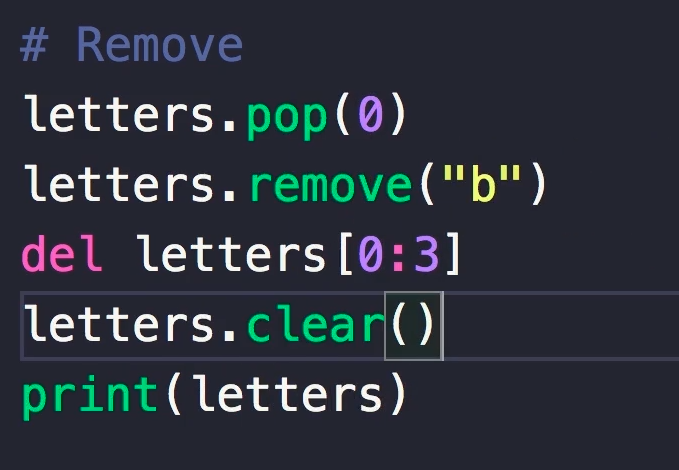 # Remove
letters.pop(0)
letters.remove("b")
del letters[0:3]
letters.clear()
print(letters)